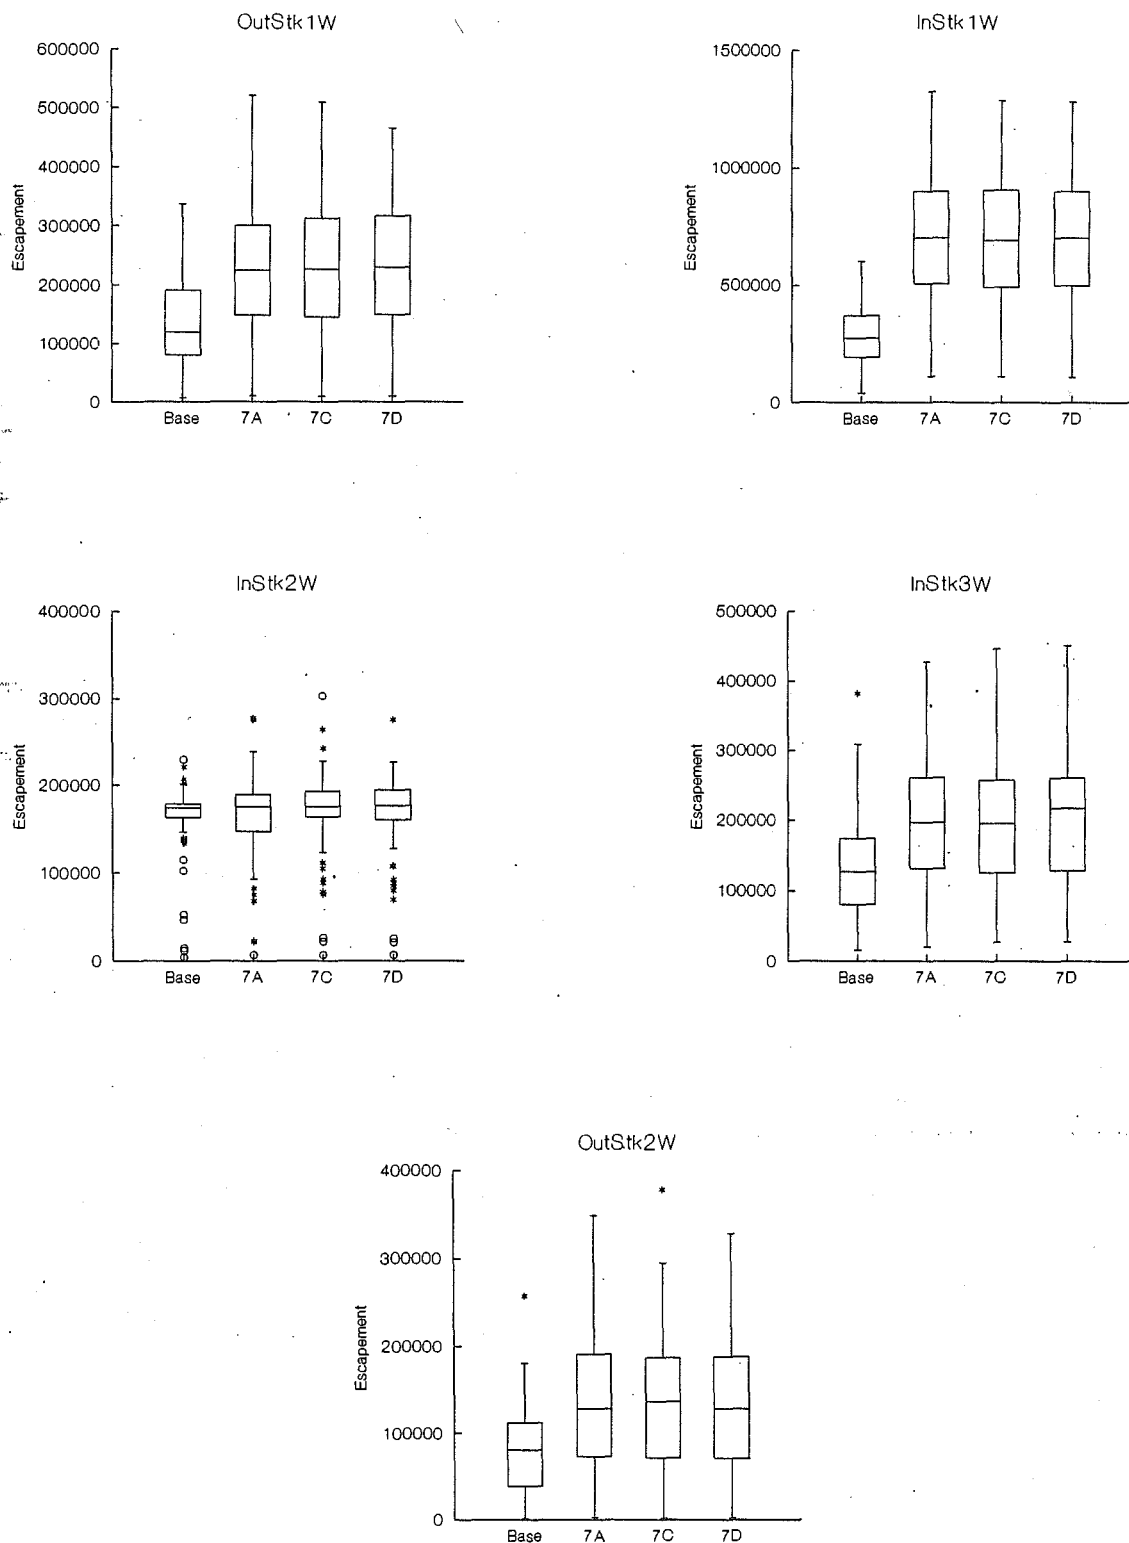 OutStk1W
600000
500000
400000
300000
200000
100000
0
Escapement
Base 7A 7C 7D
InStk1W
1500000
1000000
500000
0
Escapement
Base 7A 7C 7D
InStk2W
400000
300000
200000
100000
0
Escapement
Base 7A 7C 7D
InStk3W
500000
400000
300000
200000
100000
0
Escapement
Base 7A 7C 7D
OutStk2W
400000
300000
200000
100000
0
Escapement
Base 7A 7C 7D